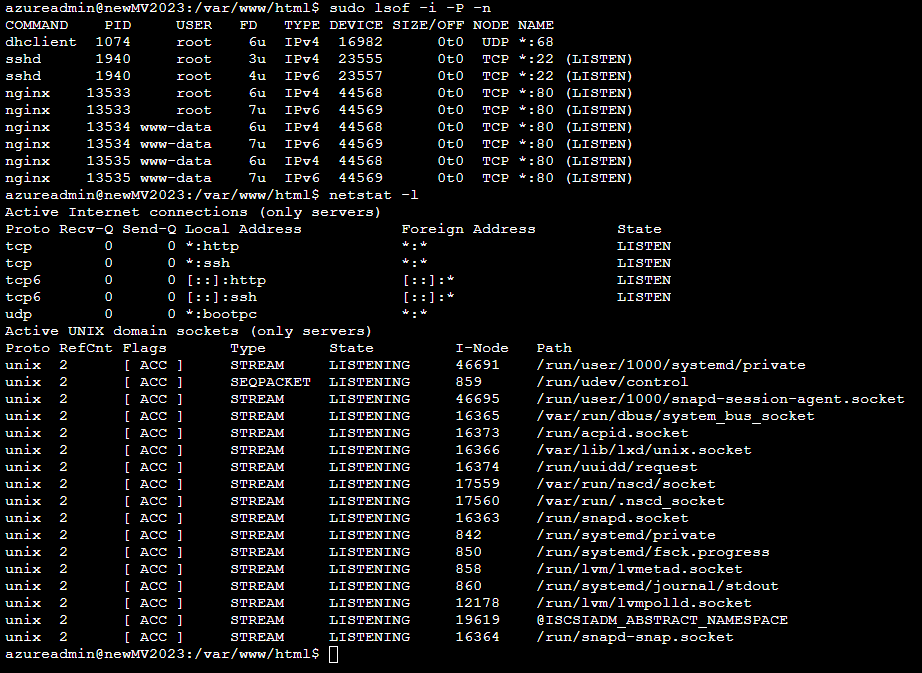 azureadmin@newMV2023:/var/www/html$ sudo lsof -i -P -n
COMMAND     PID     USER   FD   TYPE DEVICE SIZE/OFF NODE NAME
dhclient  1074     root    6u  IPv4  16982      0t0  UDP *:68
sshd      1940     root    3u  IPv4  23555      0t0  TCP *:22 (LISTEN)
sshd      1940     root    4u  IPv6  23557      0t0  TCP *:22 (LISTEN)
nginx    13533     root    6u  IPv4  44568      0t0  TCP *:80 (LISTEN)
nginx    13533     root    7u  IPv6  44569      0t0  TCP *:80 (LISTEN)
nginx    13534 www-data    6u  IPv4  44568      0t0  TCP *:80 (LISTEN)
nginx    13534 www-data    7u  IPv6  44569      0t0  TCP *:80 (LISTEN)
nginx    13535 www-data    6u  IPv4  44568      0t0  TCP *:80 (LISTEN)
nginx    13535 www-data    7u  IPv6  44569      0t0  TCP *:80 (LISTEN)
azureadmin@newMV2023:/var/www/html$ netstat -l
Active Internet connections (only servers)
Proto Recv-Q Send-Q Local Address           Foreign Address         State
tcp        0      0 *:http                  *:*                     LISTEN
tcp        0      0 *:ssh                   *:*                     LISTEN
tcp6       0      0 [::]:http               [::]:*                  LISTEN
tcp6       0      0 [::]:ssh                [::]:*                  LISTEN
udp        0      0 *:bootpc                *:*
Active UNIX domain sockets (only servers)
Proto RefCnt Flags       Type       State         I-Node   Path
unix  2      [ ACC ]     STREAM     LISTENING     46691    /run/user/1000/systemd/private
unix  2      [ ACC ]     SEQPACKET  LISTENING     859      /run/udev/control
unix  2      [ ACC ]     STREAM     LISTENING     46695    /run/user/1000/snapd-session-agent.socket
unix  2      [ ACC ]     STREAM     LISTENING     16365    /var/run/dbus/system_bus_socket
unix  2      [ ACC ]     STREAM     LISTENING     16373    /run/acpid.socket
unix  2      [ ACC ]     STREAM     LISTENING     16366    /var/lib/lxd/unix.socket
unix  2      [ ACC ]     STREAM     LISTENING     16374    /run/uuidd/request
unix  2      [ ACC ]     STREAM     LISTENING     17559    /var/run/nscd/socket
unix  2      [ ACC ]     STREAM     LISTENING     17560    /var/run/.nscd_socket
unix  2      [ ACC ]     STREAM     LISTENING     16363    /run/snapd.socket
unix  2      [ ACC ]     STREAM     LISTENING     842      /run/systemd/private
unix  2      [ ACC ]     STREAM     LISTENING     850      /run/systemd/fsck.progress
unix  2      [ ACC ]     STREAM     LISTENING     858      /run/lvm/lvmetad.socket
unix  2      [ ACC ]     STREAM     LISTENING     860      /run/systemd/journal/stdout
unix  2      [ ACC ]     STREAM     LISTENING     12178    /run/lvm/lvmpolld.socket
unix  2      [ ACC ]     STREAM     LISTENING     19619    @ISCSIADM_ABSTRACT_NAMESPACE
unix  2      [ ACC ]     STREAM     LISTENING     16364    /run/snapd-snap.socket
azureadmin@newMV2023:/var/www/html$